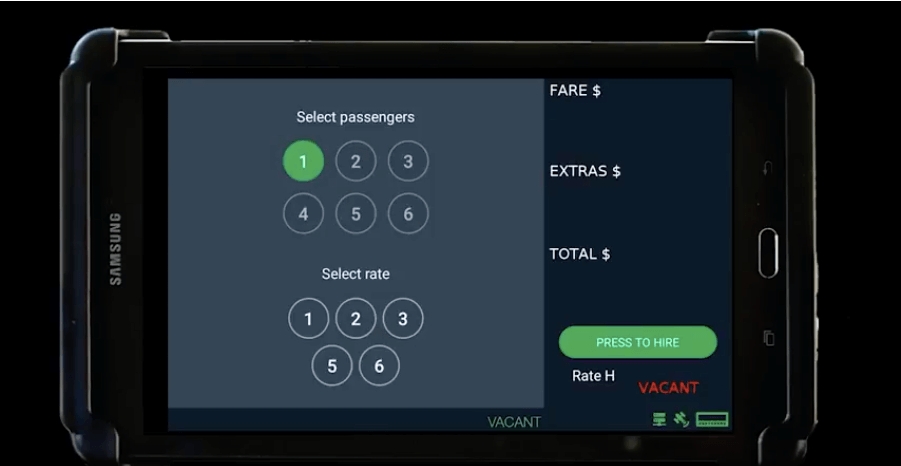 SAMSUNG
Select passengers
1 2 3
4 5 6
Select rate
1 2 3
5 6
FARE $
EXTRAS $
TOTAL $
PRESS TO HIRE
Rate H
VACANT
VACANT